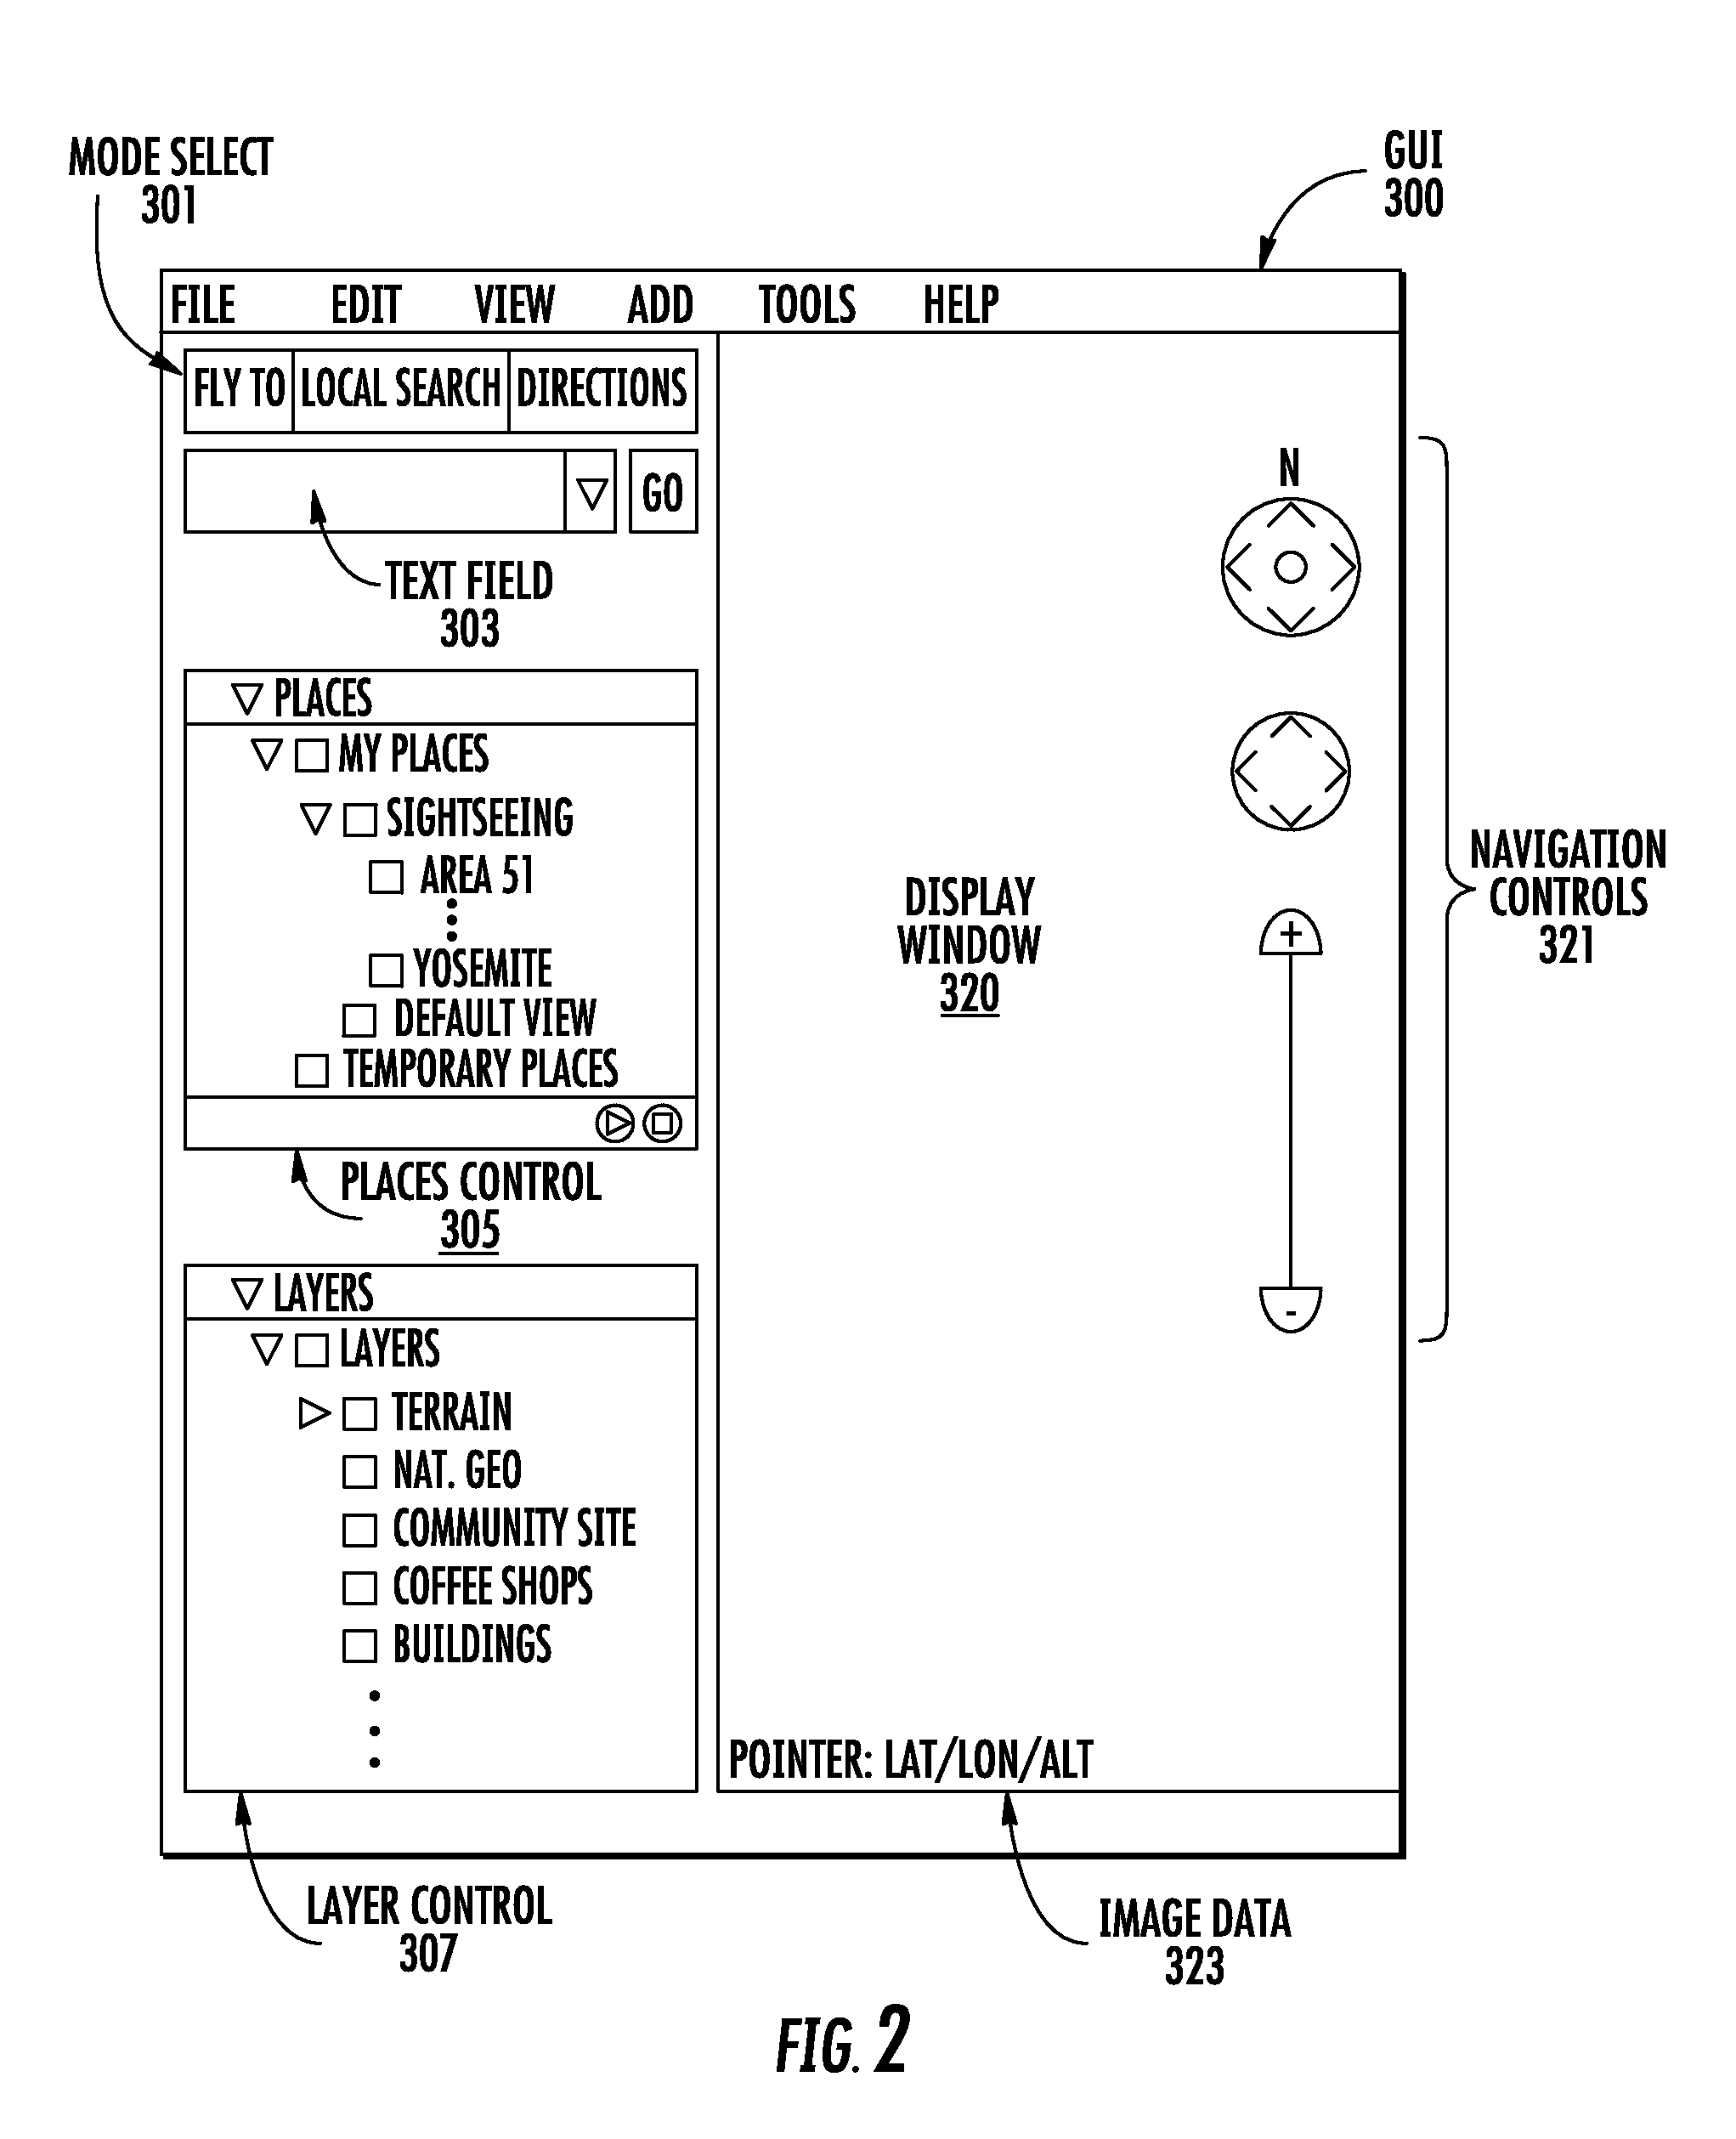 MODE SELECT
301
GUI
300
FILE EDIT VIEW ADD TOOLS HELP
FLY TO LOCAL SEARCH DIRECTIONS
GO
TEXT FIELD
303
PLACES
MY PLACES
SIGHTSEEING
AREA 51
YOSEMITE
DEFAULT VIEW
TEMPORARY PLACES
PLACES CONTROL
305
LAYERS
LAYERS
TERRAIN
NAT. GEO
COMMUNITY SITE
COFFEE SHOPS
BUILDINGS
LAYER CONTROL
307
N
DISPLAY
WINDOW
320
+
-
NAVIGATION
CONTROLS
321
POINTER: LAT/LON/ALT
IMAGE DATA
323
FIG. 2